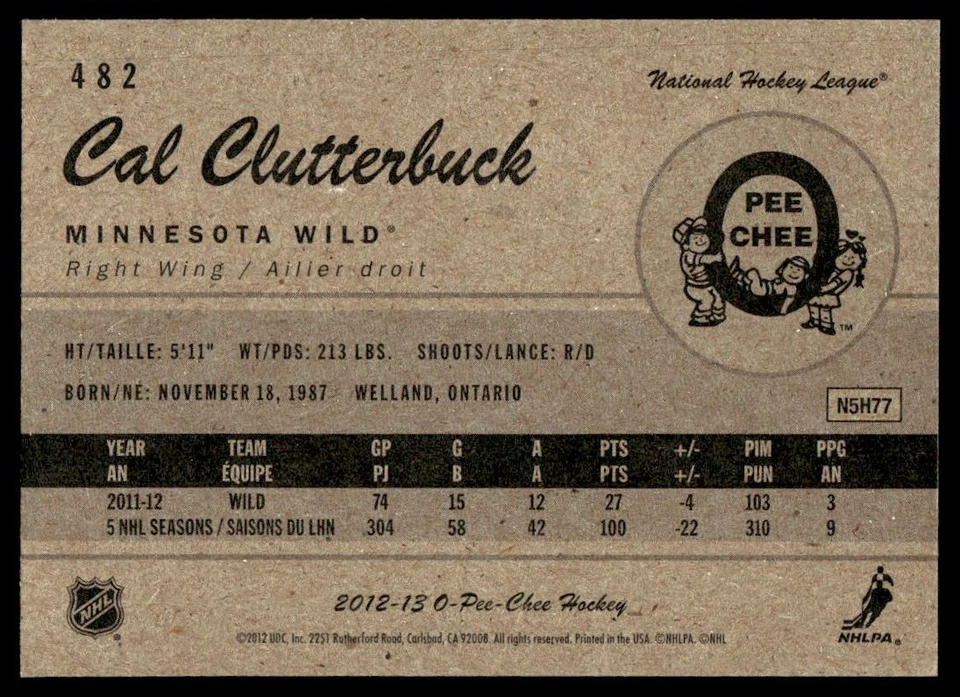 482
National Hockey League®
Cal Clutterbuck
PEE
CHEE
MINNESOTA WILD®
Right Wing / Ailier droit
TM
HT/TAILLE: 5'11" WT/PDS: 213 LBS. SHOOTS/LANCE: R/D
BORN/NÉ: NOVEMBER 18, 1987 WELLAND, ONTARIO
N5H77
YEAR TEAM GP G A PTS +/- PIM PPG
AN ÉQUIPE PJ B A PTS +/- PUN AN
2011-12 WILD 74 15 12 27 -4 103 3
5 NHL SEASONS / SAISONS DU LHN 304 58 42 100 -22 310 9
NHL
2012-13 O-Pee-Chee Hockey
©2012 UDC, Inc. 2251 Rutherford Road, Carlsbad, CA 92008. All rights reserved. Printed in the USA. ©NHLPA. ©NHL
NHLPA®